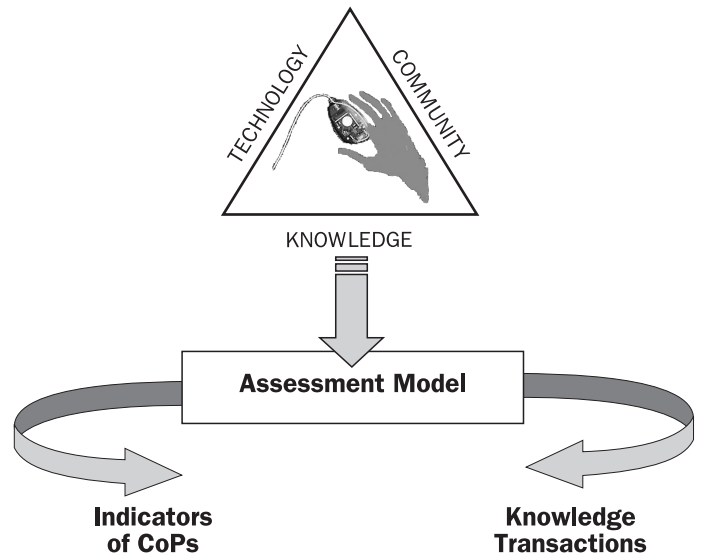 TECHNOLOGY
COMMUNITY
KNOWLEDGE
Assessment Model
Indicators
of CoPs
Knowledge
Transactions